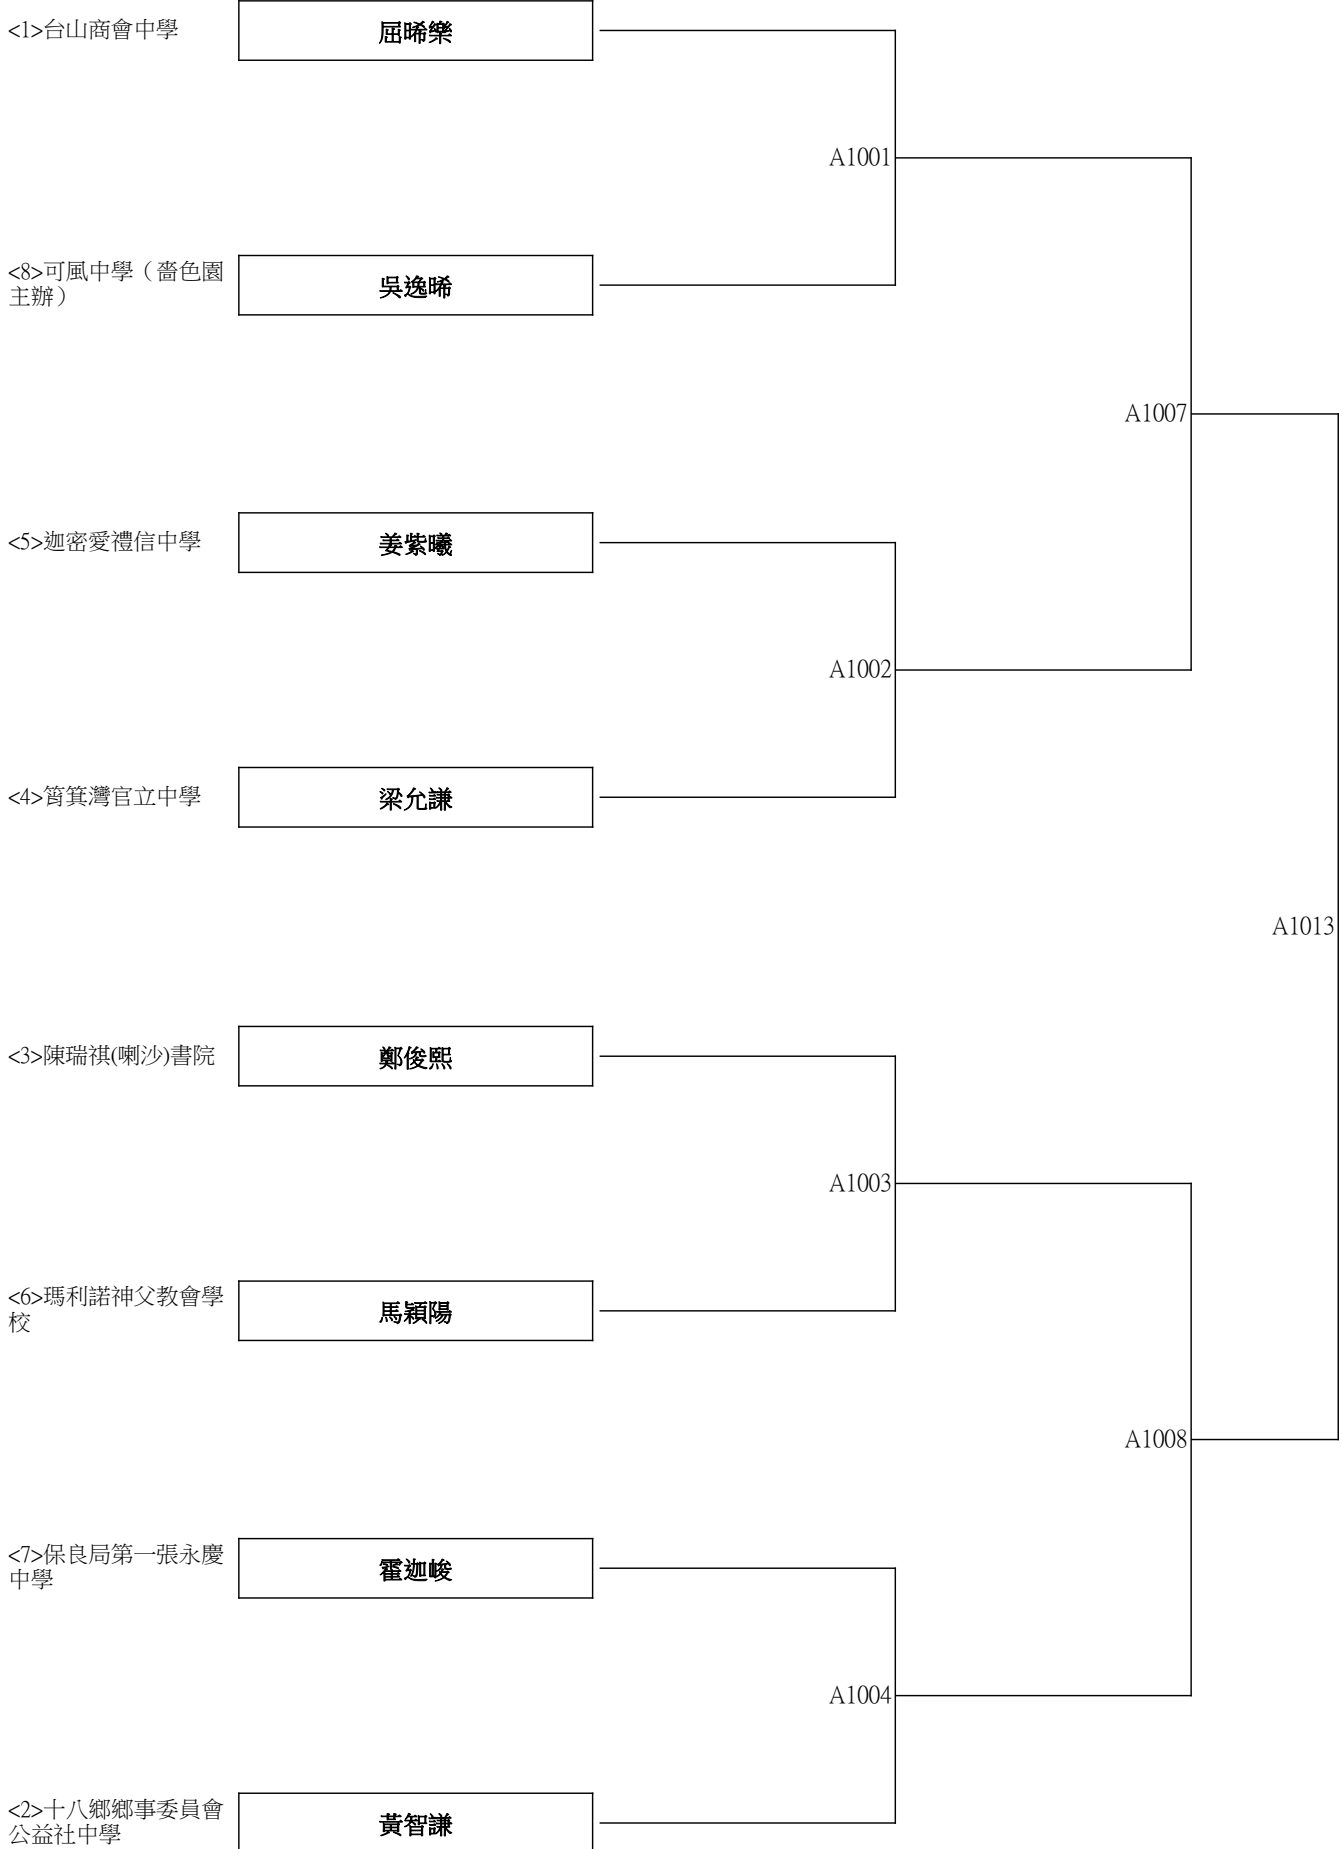 <1>台山商會中學
屈晞樂
A1001
<8>可風中學（嗇色園
主辦）
吳逸晞
A1007
<5>迦密愛禮信中學
姜紫曦
A1002
<4>筲箕灣官立中學
梁允謙
A1013
<3>陳瑞祺(喇沙)書院
鄭俊熙
A1003
<6>瑪利諾神父教會學
校
馬穎陽
A1008
<7>保良局第一張永慶
中學
霍迦峻
A1004
<2>十八鄉鄉事委員會
公益社中學
黃智謙